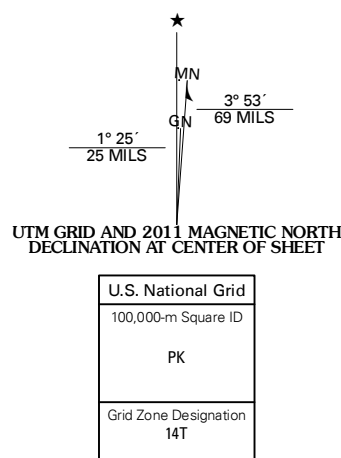 ★
MN
3° 53´
69 MILS
GN
1° 25´
25 MILS
UTM GRID AND 2011 MAGNETIC NORTH
DECLINATION AT CENTER OF SHEET
U.S. National Grid
100,000-m Square ID
PK
Grid Zone Designation
14T